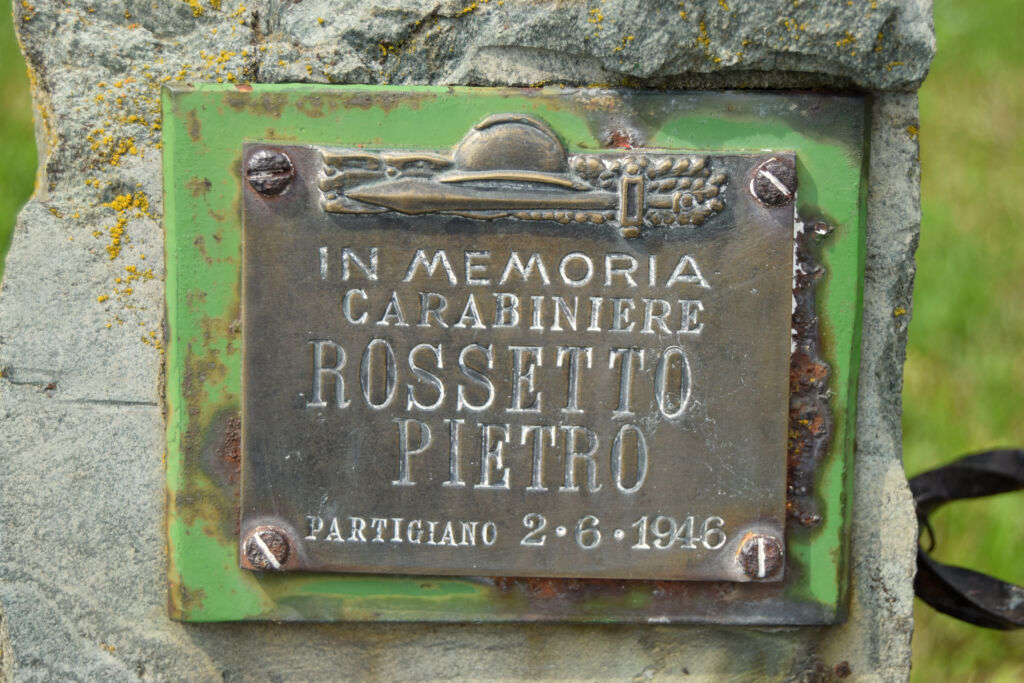 IN MEMORIA
CARABINIERE
ROSSETTO
PIETRO
PARTIGIANO 2·6·1946